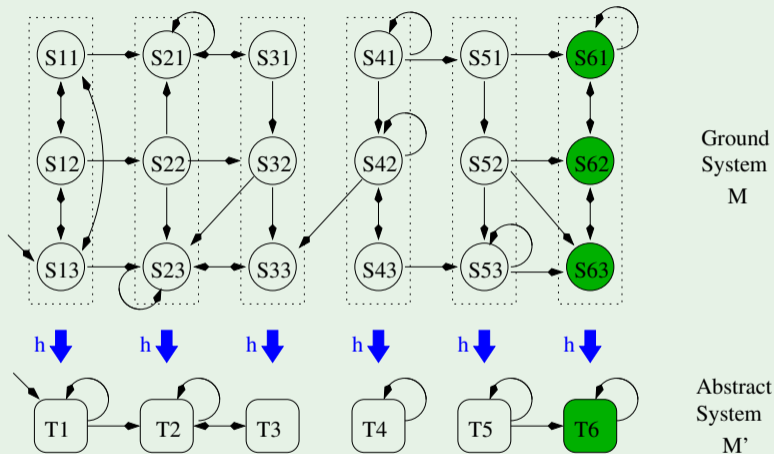 S11 S21 S31 S41 S51 S61
S12 S22 S32 S42 S52 S62
Ground
System
M
S13 S23 S33 S43 S53 S63
h h h h h h
T1 T2 T3 T4 T5 T6
Abstract
System
M'